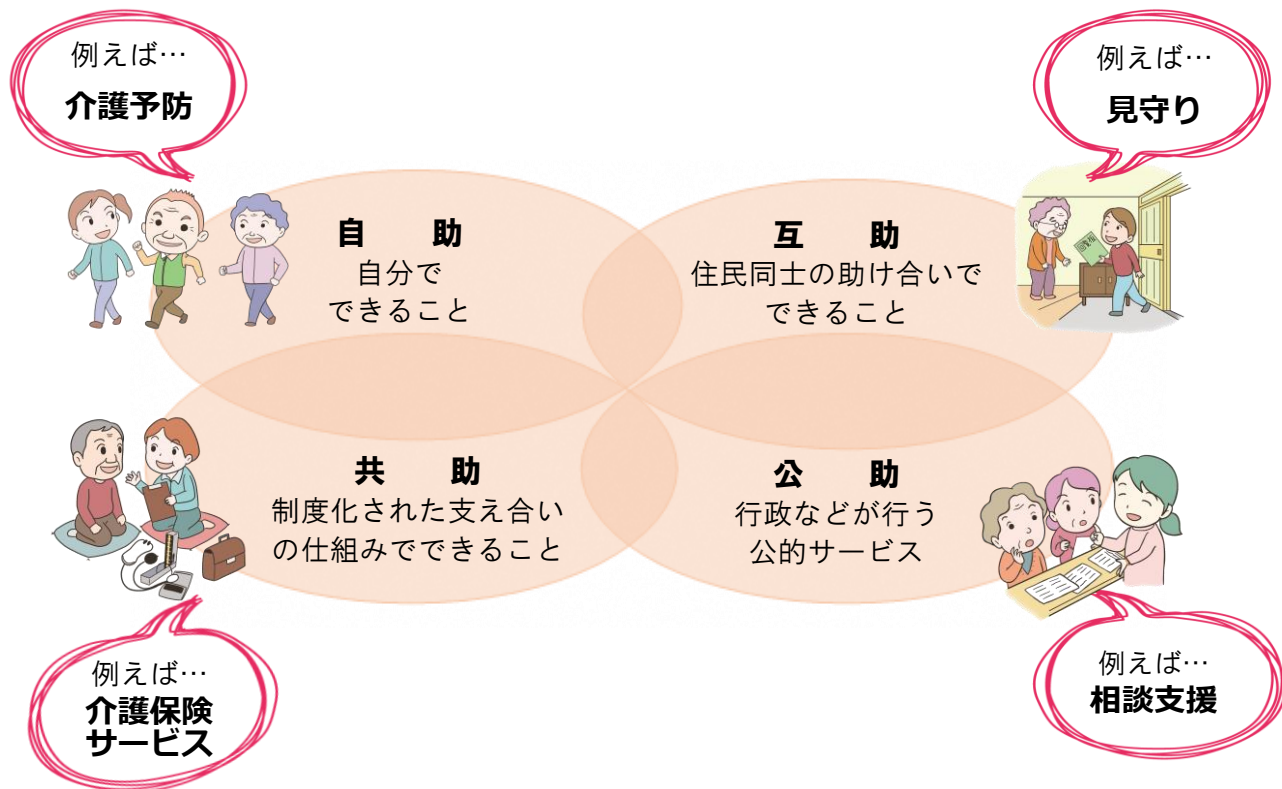 例えば…
介護予防
例えば…
見守り
自　助
自分で
できること
互　助
住民同士の助け合いで
できること
共　助
制度化された支え合い
の仕組みでできること
公　助
行政などが行う
公的サービス
例えば…
介護保険
サービス
例えば…
相談支援